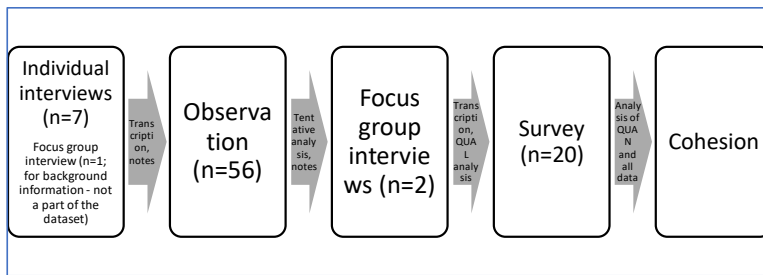 Individual
interviews
(n=7)
Focus group
interview (n=1;
for background
information - not
a part of the
dataset)
Trans
cripti
on,
notes
Observa
tion
(n=56)
Tent
ative
analy
sis,
notes
Focus
group
intervie
ws (n=2)
Trans
cripti
on,
QUA
L
analy
sis
Survey
(n=20)
Analy
sis of
QUA
N
and
all
data
Cohesion